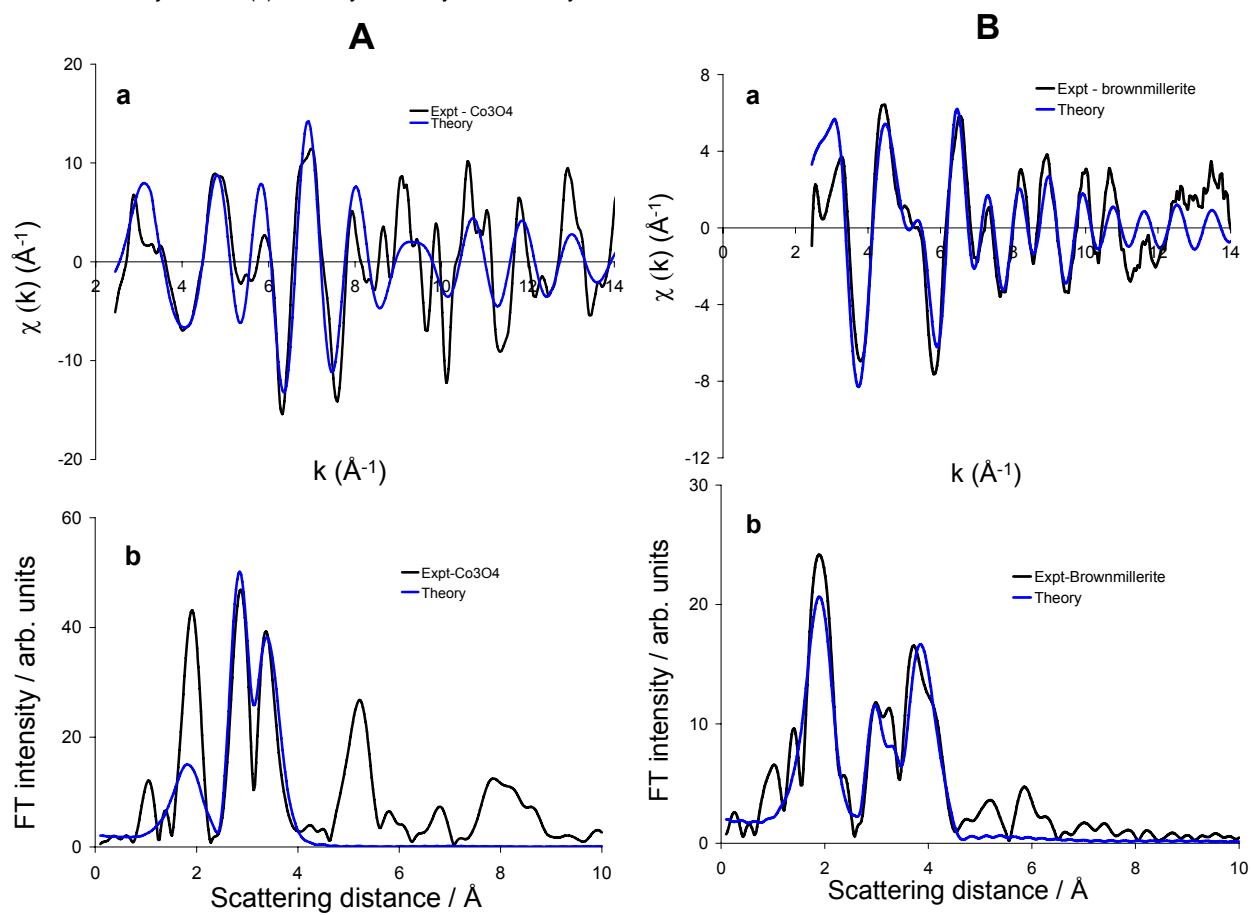 A
B
a
Expt - Co3O4
Theory
χ (k) (Å-1)
20
10
0
-10
-20
2
4
6
8
10
12
14
k (Å-1)
a
Expt - brownmillerite
Theory
χ (k) (Å-1)
8
4
0
-4
-8
-12
0
2
4
6
8
10
12
14
k (Å-1)
b
Expt-Co3O4
Theory
FT intensity / arb. units
60
40
20
0
0
2
4
6
8
10
Scattering distance / Å
b
Expt-Brownmillerite
Theory
FT intensity / arb. units
30
20
10
0
0
2
4
6
8
10
Scattering distance / Å